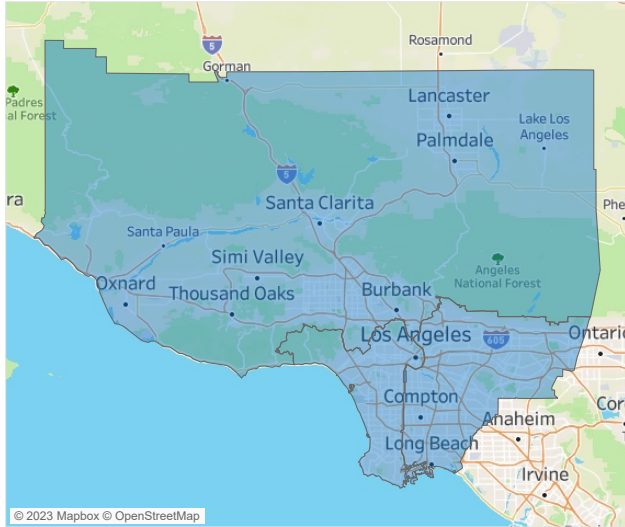 5
Rosamond
Gorman
Padres
al Forest
Lancaster
Lake Los
Angeles
Palmdale
5
ra
Santa Clarita
Phe
Santa Paula
Simi Valley
Angeles
National Forest
Oxnard
Thousand Oaks
Burbank
Los Angeles
605
Ontario
Compton
Cor
Anaheim
Long Beach
Irvine
© 2023 Mapbox © OpenStreetMap